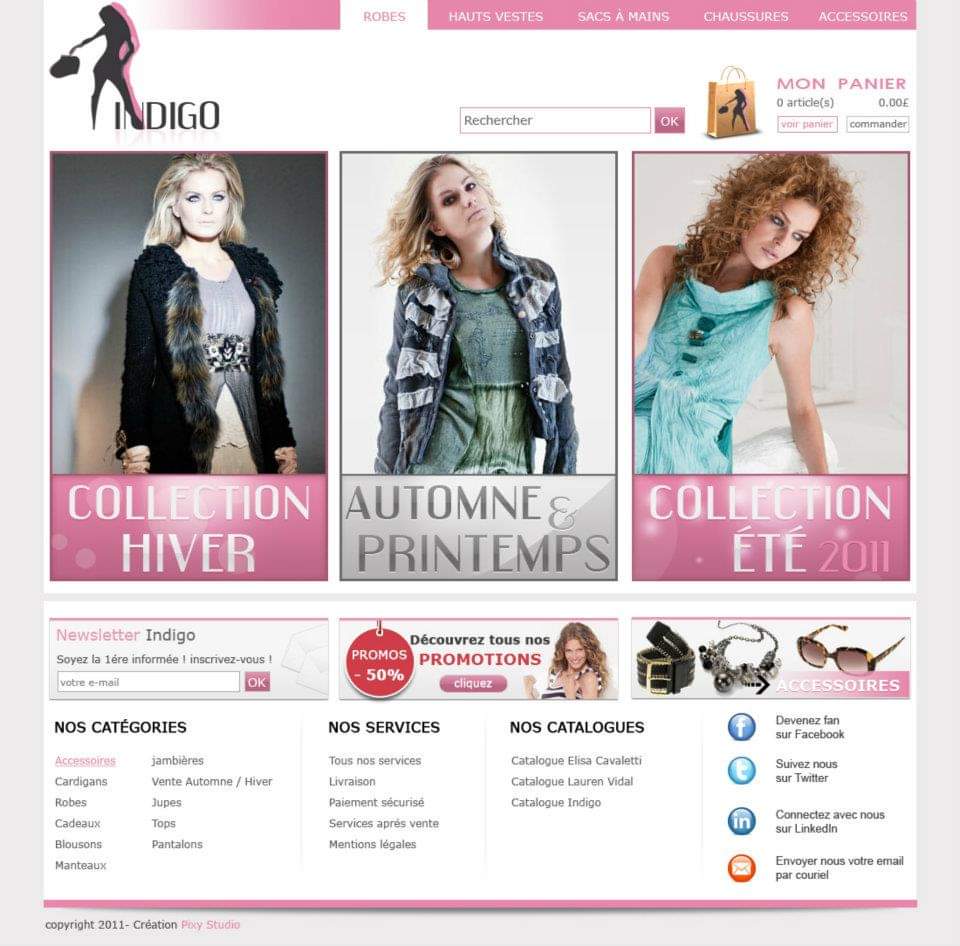 ROBES HAUTS VESTES SACS À MAINS CHAUSSURES ACCESSOIRES
INDIGO
Rechercher OK
MON PANIER
0 article(s) 0.00£
voir panier commander
COLLECTION
HIVER
AUTOMNE &
PRINTEMPS
COLLECTION
ÉTÉ 2011
Newsletter Indigo
Soyez la 1ére informée ! inscrivez-vous !
votre e-mail OK
PROMOS
- 50%
Découvrez tous nos
PROMOTIONS
cliquez
ACCESSOIRES
NOS CATÉGORIES
Accessoires jambières
Cardigans Vente Automne / Hiver
Robes Jupes
Cadeaux Tops
Blousons Pantalons
Manteaux
NOS SERVICES
Tous nos services
Livraison
Paiement sécurisé
Services aprés vente
Mentions légales
NOS CATALOGUES
Catalogue Elisa Cavaletti
Catalogue Lauren Vidal
Catalogue Indigo
Devenez fan
sur Facebook
Suivez nous
sur Twitter
Connectez avec nous
sur LinkedIn
Envoyer nous votre email
par couriel
copyright 2011- Création Pixy Studio